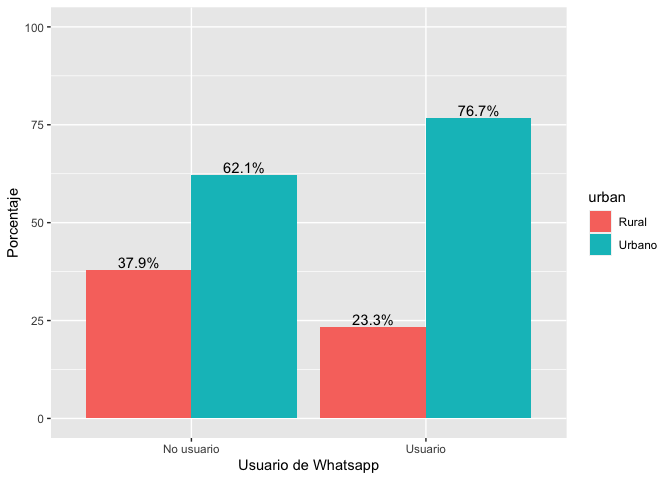 100
75
50
25
0
Porcentaje
37.9%
62.1%
23.3%
76.7%
No usuario
Usuario
Usuario de Whatsapp
urban
Rural
Urbano